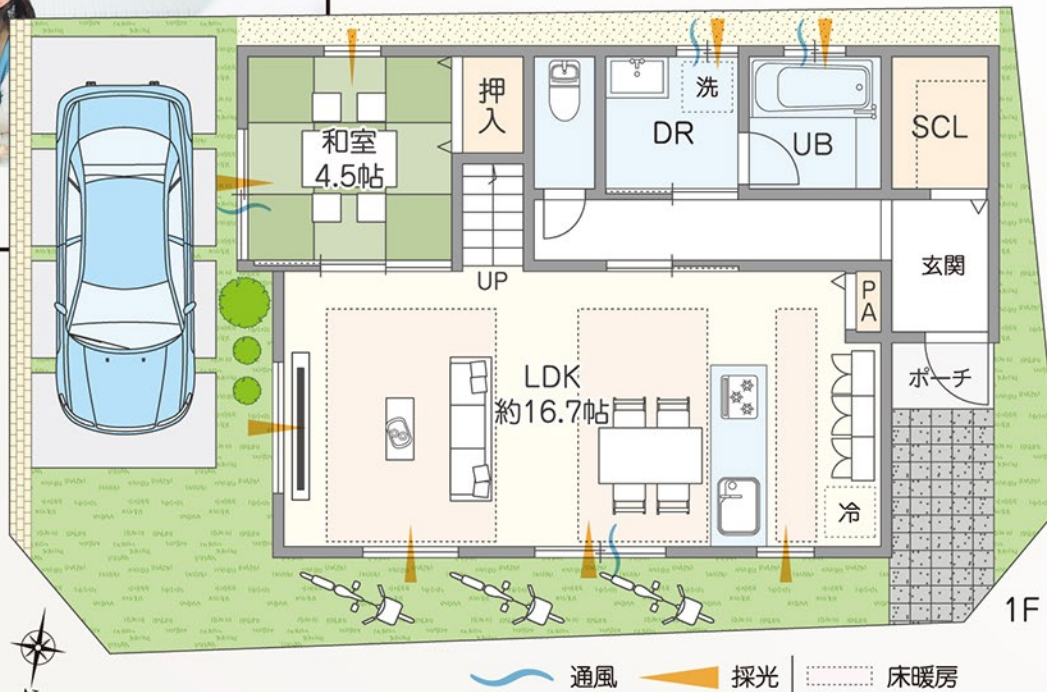 押入
洗
和室
4.5帖
DR
UB
SCL
玄関
UP
PA
LDK
約16.7帖
ポーチ
冷
1F
通風
採光
床暖房